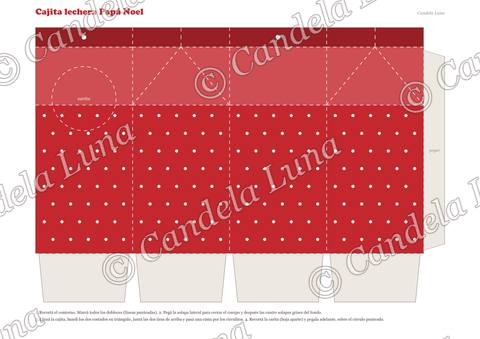 Cajita lechera Papá Noel
Candela Luna
carita
pegar
1. Recortá el contorno. Marcá todos los dobleces (líneas punteadas). 2. Pegá la solapa lateral para cerrar el cuerpo y después las cuatro solapas grises del fondo.
la cajita, hundí los dos costados en triángulo, juntá las dos tiras de arriba y pasá una cinta por los circulitos. 4. Recortá la carita (hoja aparte) y pegala adelante, sobre el círculo punteado.
© Candela Luna
© Candela Luna
© Candela Luna
© Candela Luna